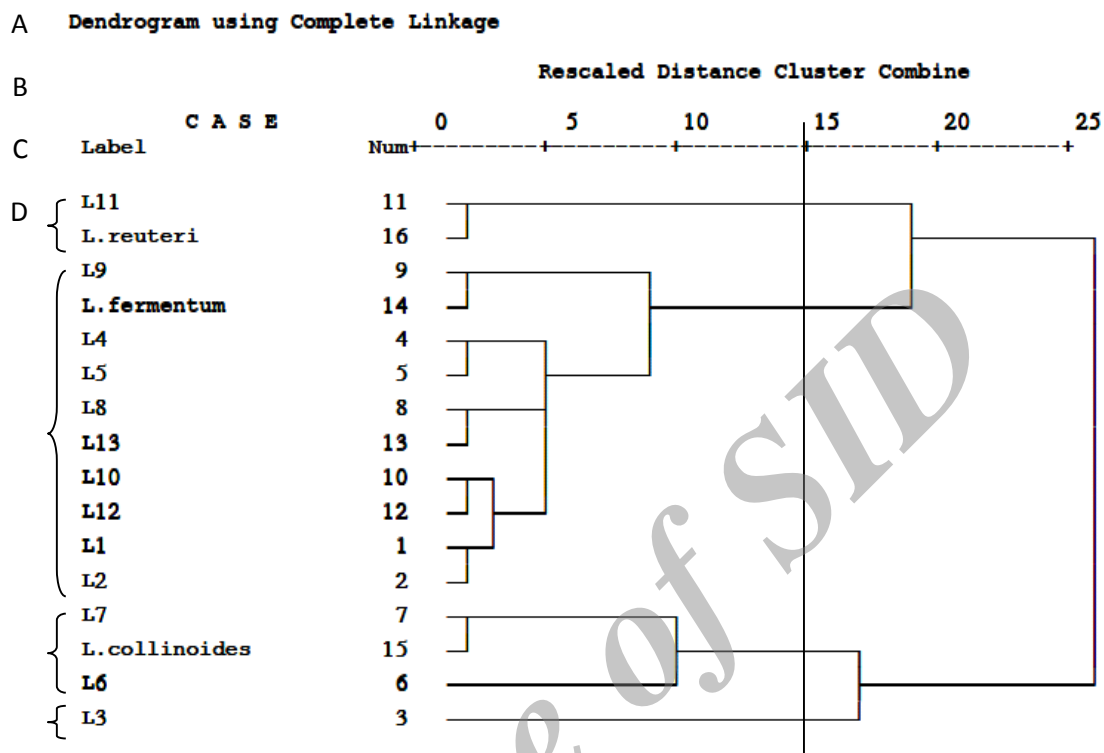 A Dendrogram using Complete Linkage
B Rescaled Distance Cluster Combine
C A S E 0 5 10 15 20 25
C Label Num+---------+---------+---------+---------+---------+
D L11 11
L.reuteri 16
L9 9
L.fermentum 14
L4 4
L5 5
L8 8
L13 13
L10 10
L12 12
L1 1
L2 2
L7 7
L.collinoides 15
L6 6
L3 3
e of SID